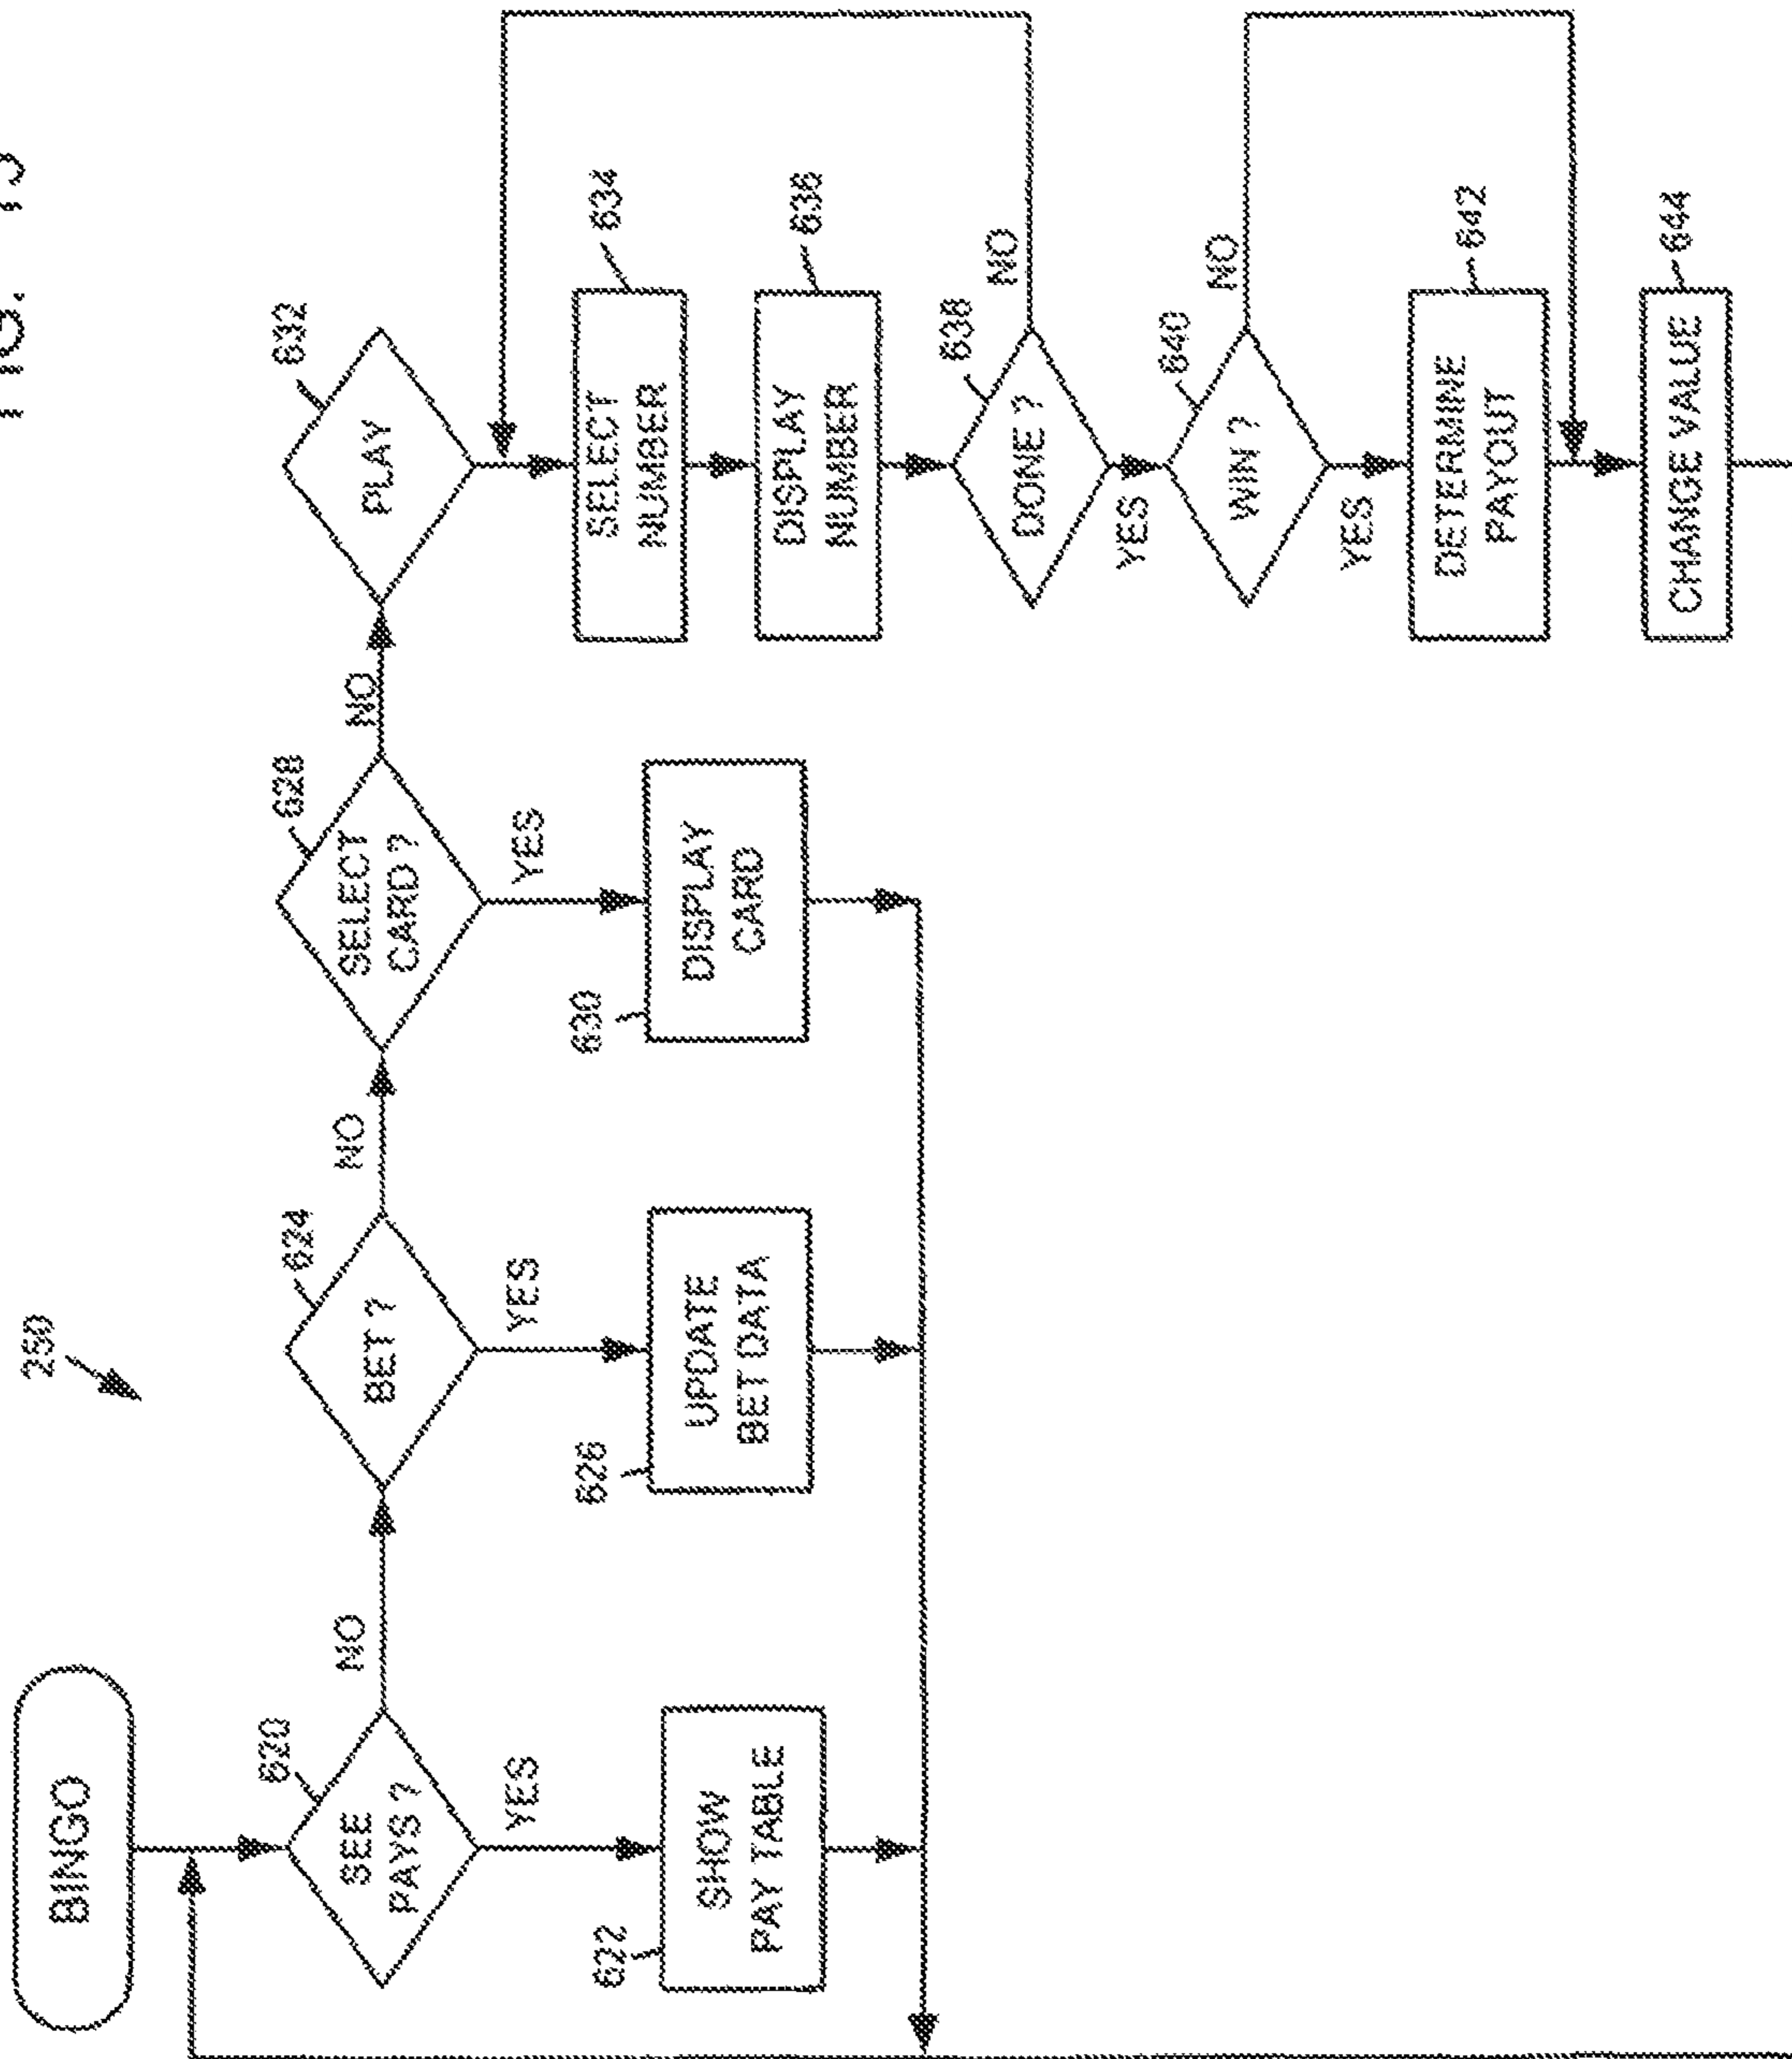 250
BINGO
SEE
PAYS ?
620
NO
YES
622
SHOW
PAY TABLE
BET ?
624
NO
YES
626
UPDATE
BET DATA
SELECT
CARD ?
628
NO
YES
630
DISPLAY
CARD
PLAY
632
SELECT
NUMBER
634
DISPLAY
NUMBER
636
DONE ?
638
NO
YES
WIN ?
640
NO
YES
DETERMINE
PAYOUT
642
CHANGE VALUE
644